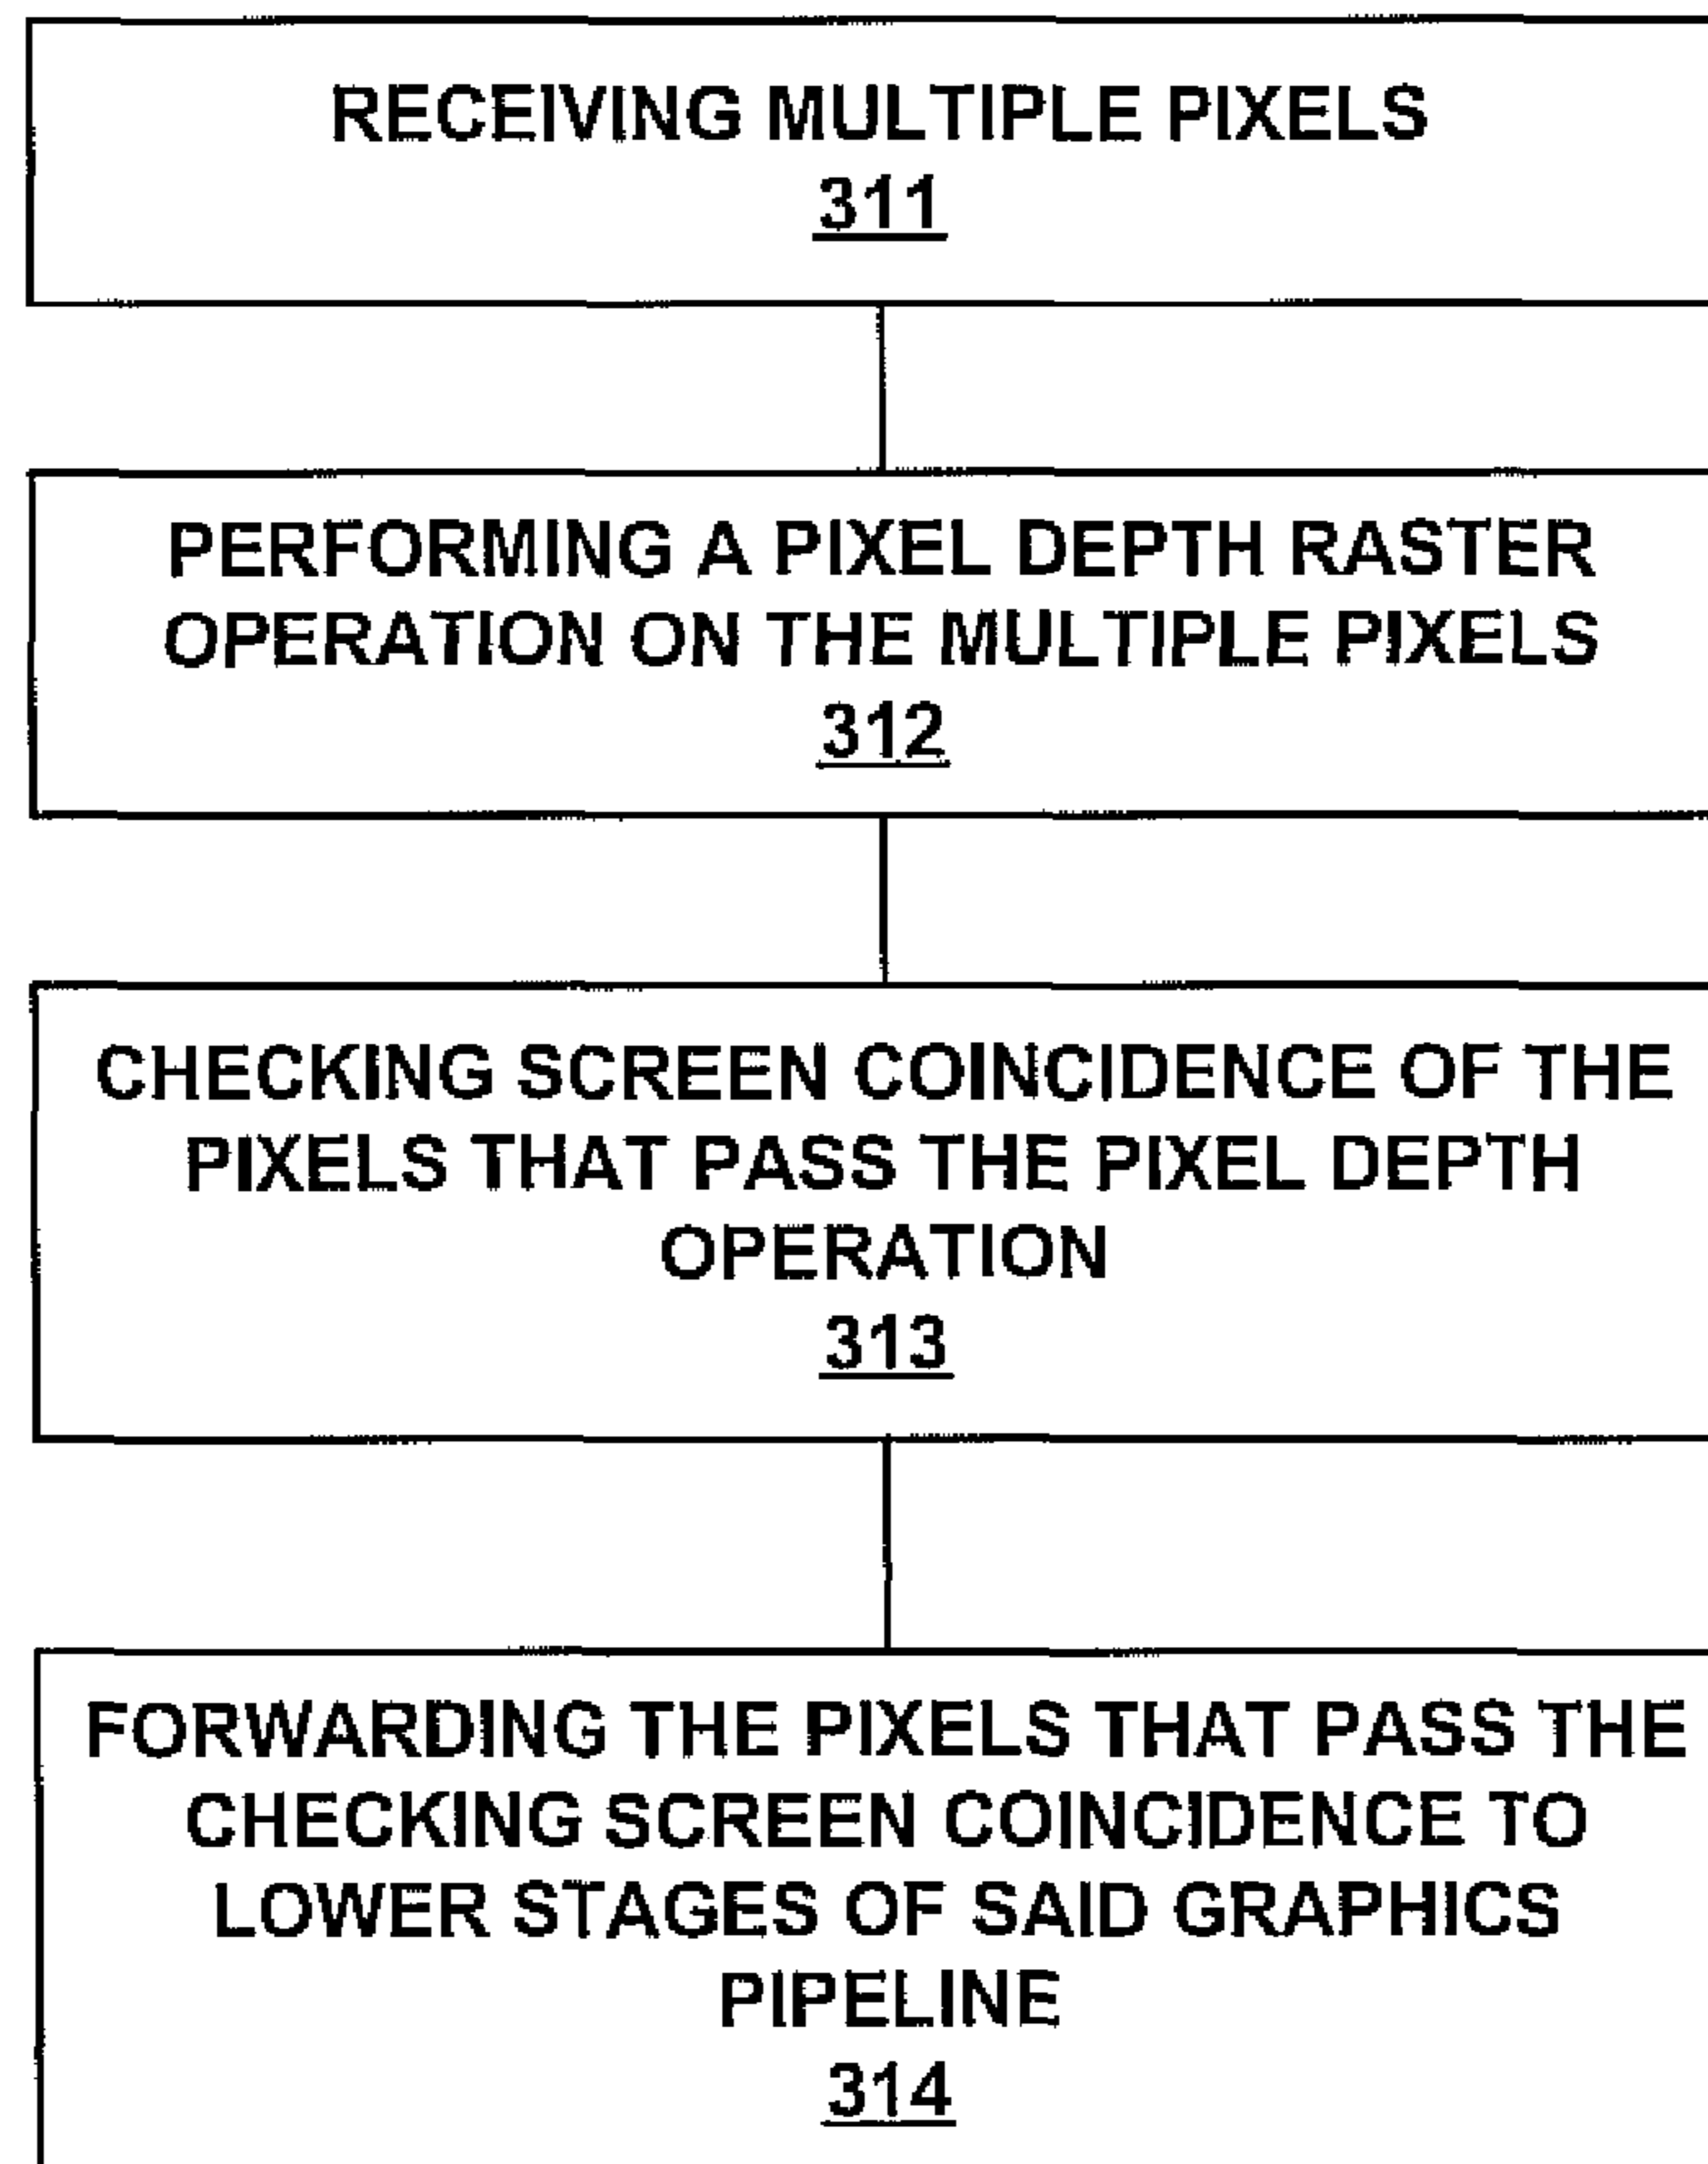 RECEIVING MULTIPLE PIXELS
311
PERFORMING A PIXEL DEPTH RASTER
OPERATION ON THE MULTIPLE PIXELS
312
CHECKING SCREEN COINCIDENCE OF THE
PIXELS THAT PASS THE PIXEL DEPTH
OPERATION
313
FORWARDING THE PIXELS THAT PASS THE
CHECKING SCREEN COINCIDENCE TO
LOWER STAGES OF SAID GRAPHICS
PIPELINE
314